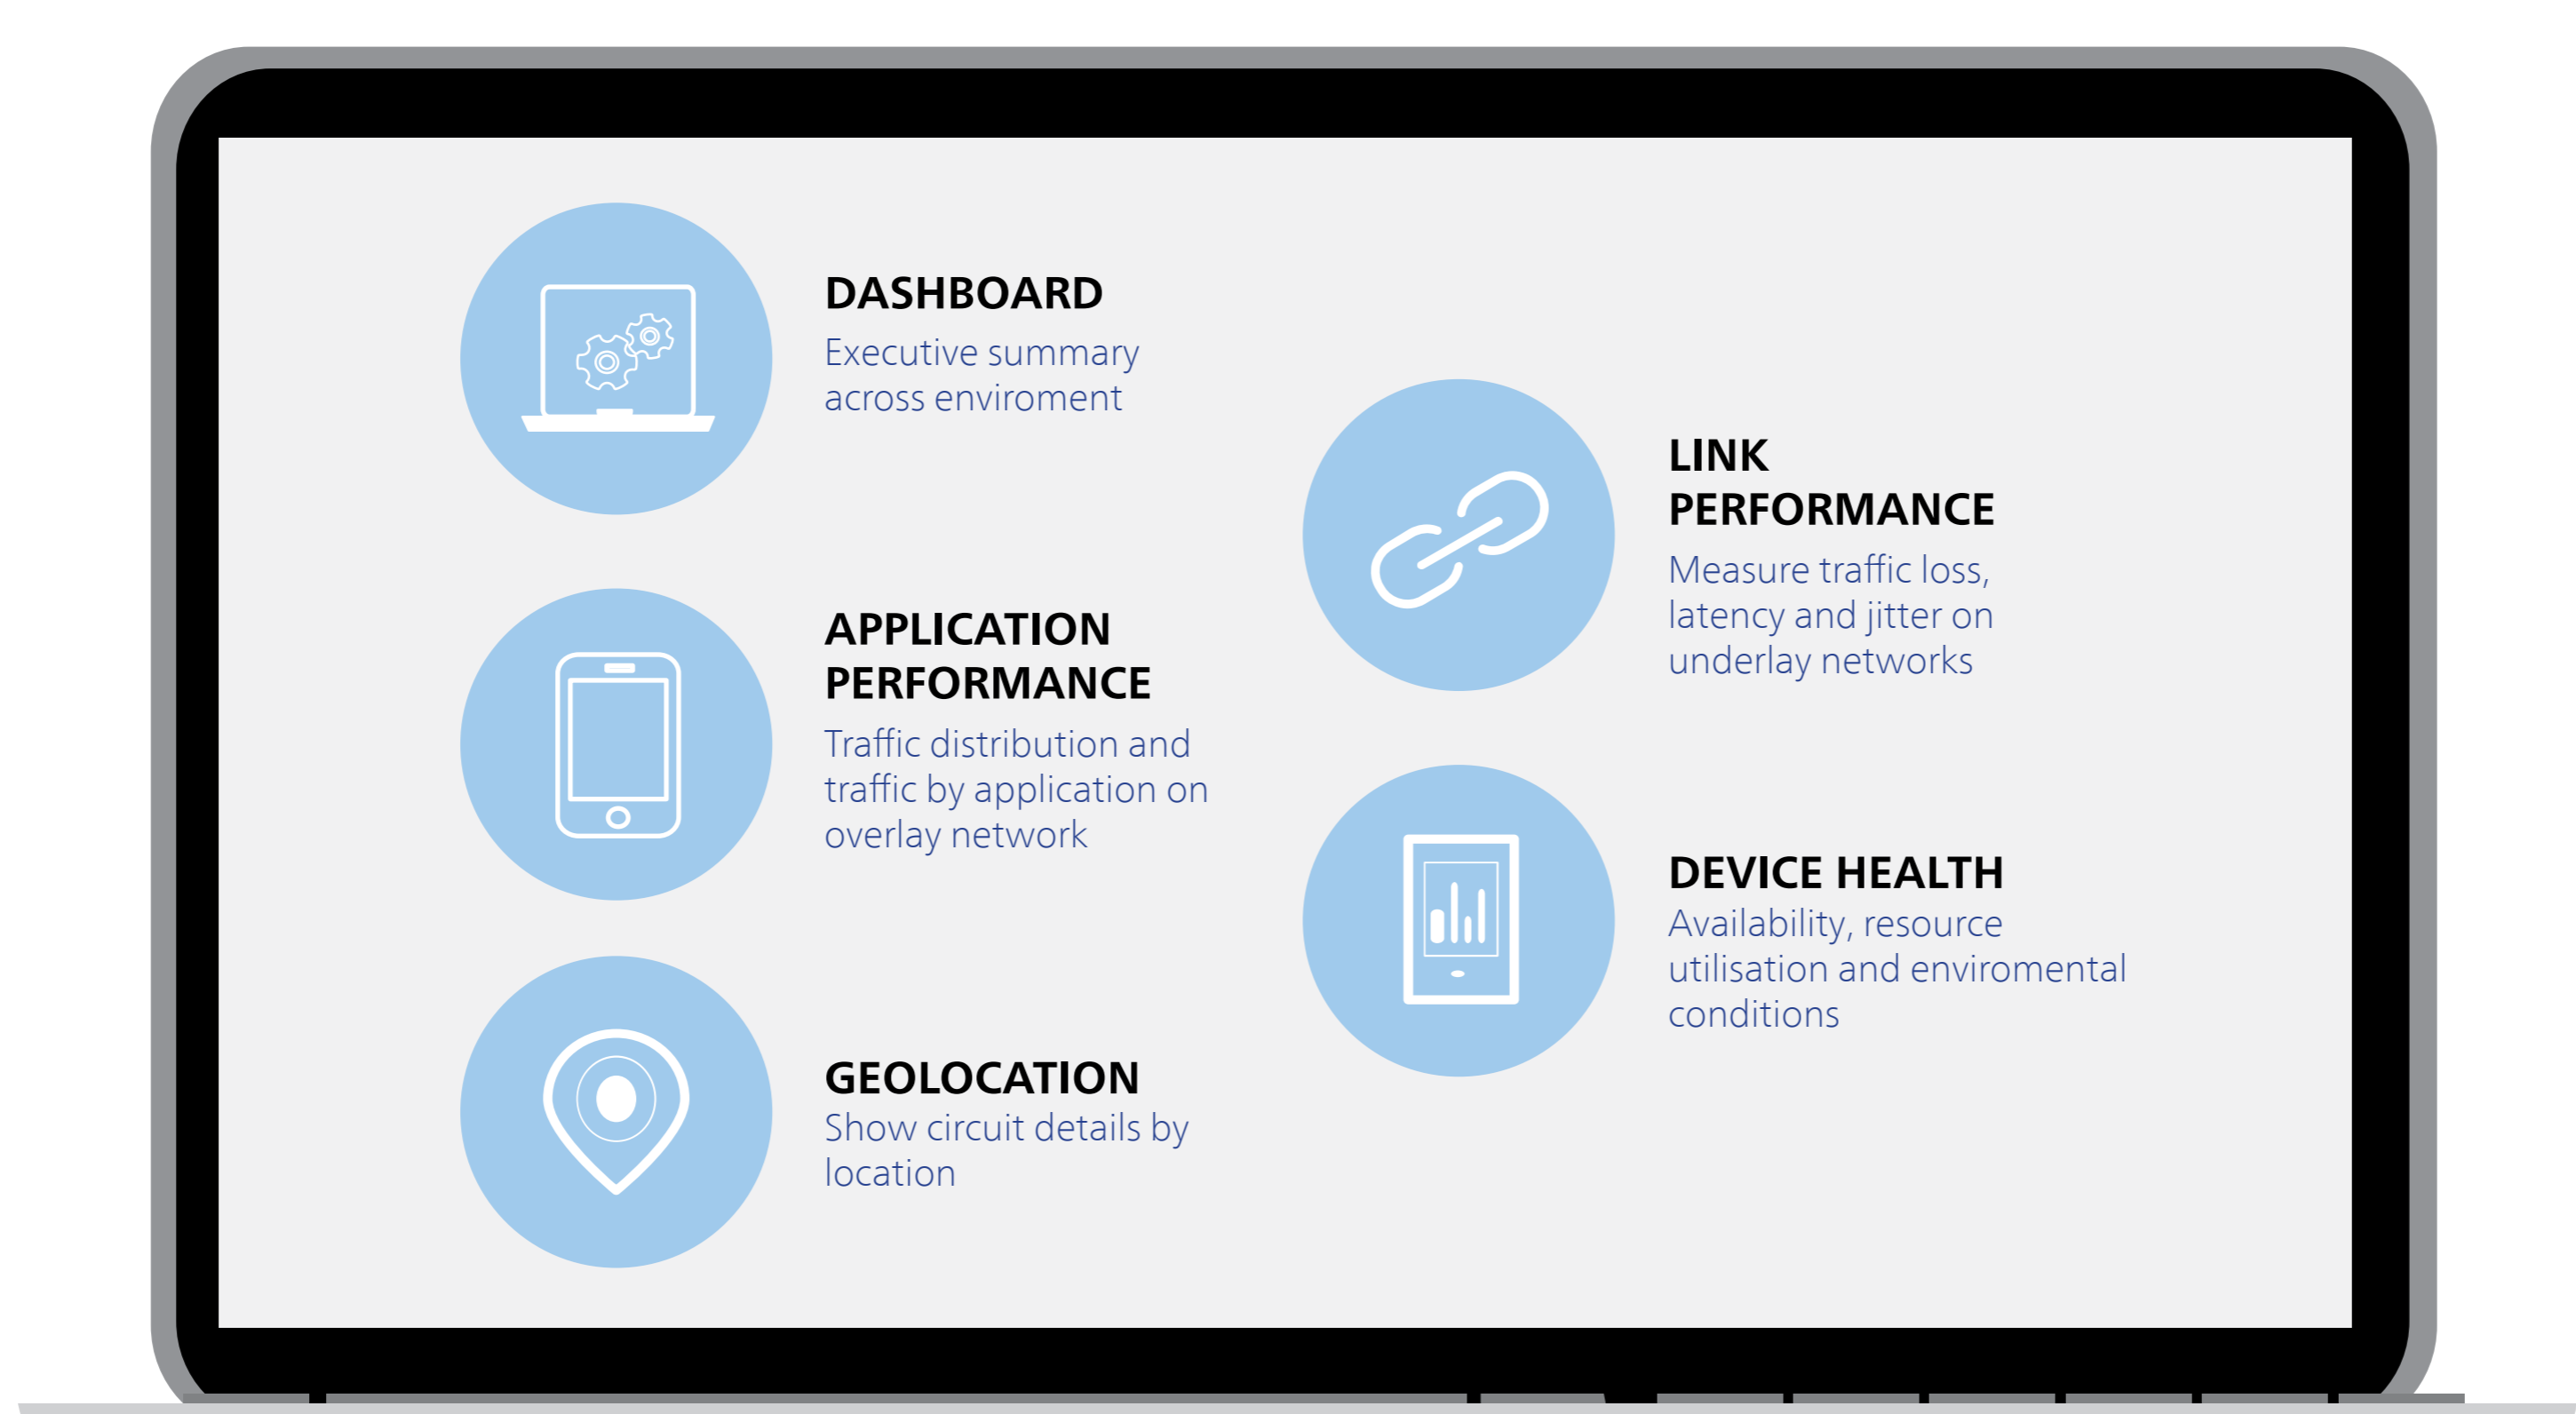 DASHBOARD
Executive summary
across enviroment
APPLICATION
PERFORMANCE
Traffic distribution and
traffic by application on
overlay network
GEOLOCATION
Show circuit details by
location
LINK
PERFORMANCE
Measure traffic loss,
latency and jitter on
underlay networks
DEVICE HEALTH
Availability, resource
utilisation and enviromental
conditions